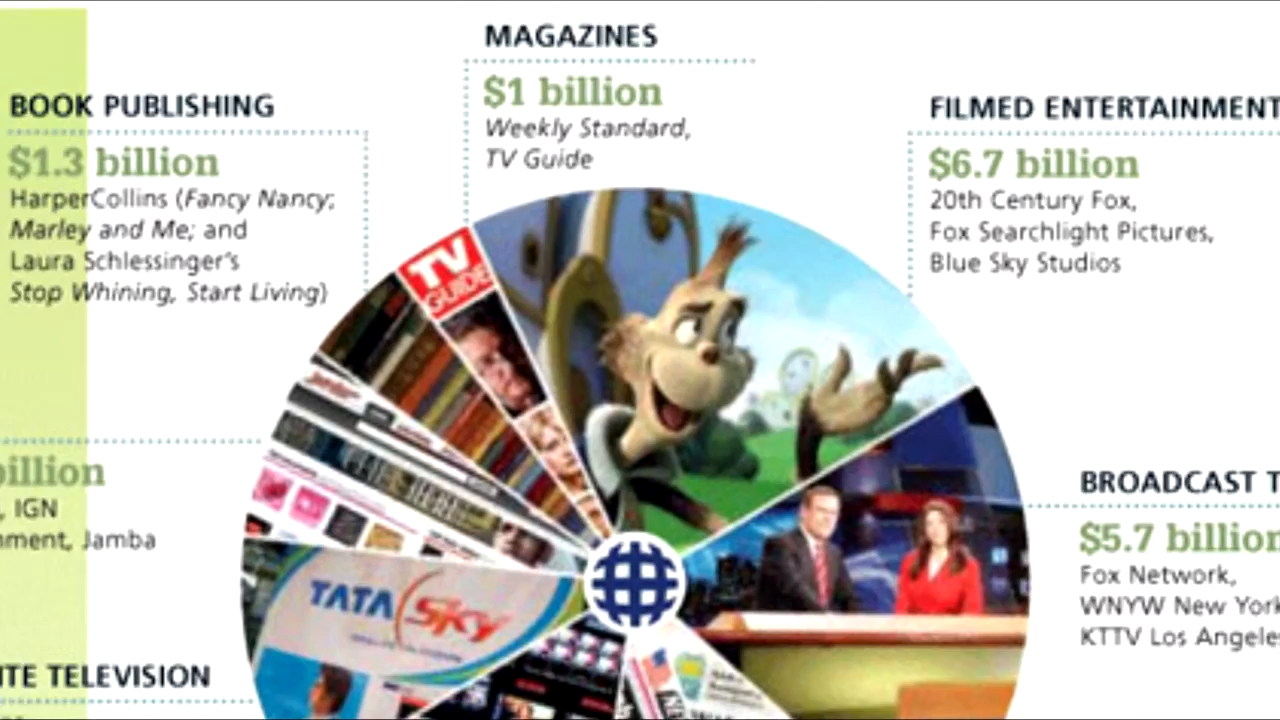 MAGAZINES
$1 billion
Weekly Standard,
TV Guide
BOOK PUBLISHING
$1.3 billion
HarperCollins (Fancy Nancy;
Marley and Me; and
Laura Schlessinger's
Stop Whining, Start Living)
FILMED ENTERTAINMENT
$6.7 billion
20th Century Fox,
Fox Searchlight Pictures,
Blue Sky Studios
TV
GUIDE
billion
, IGN
nment, Jamba
BROADCAST T
$5.7 billion
Fox Network,
WNYW New York
KTTV Los Angeles
TATA Sky
ITE TELEVISION